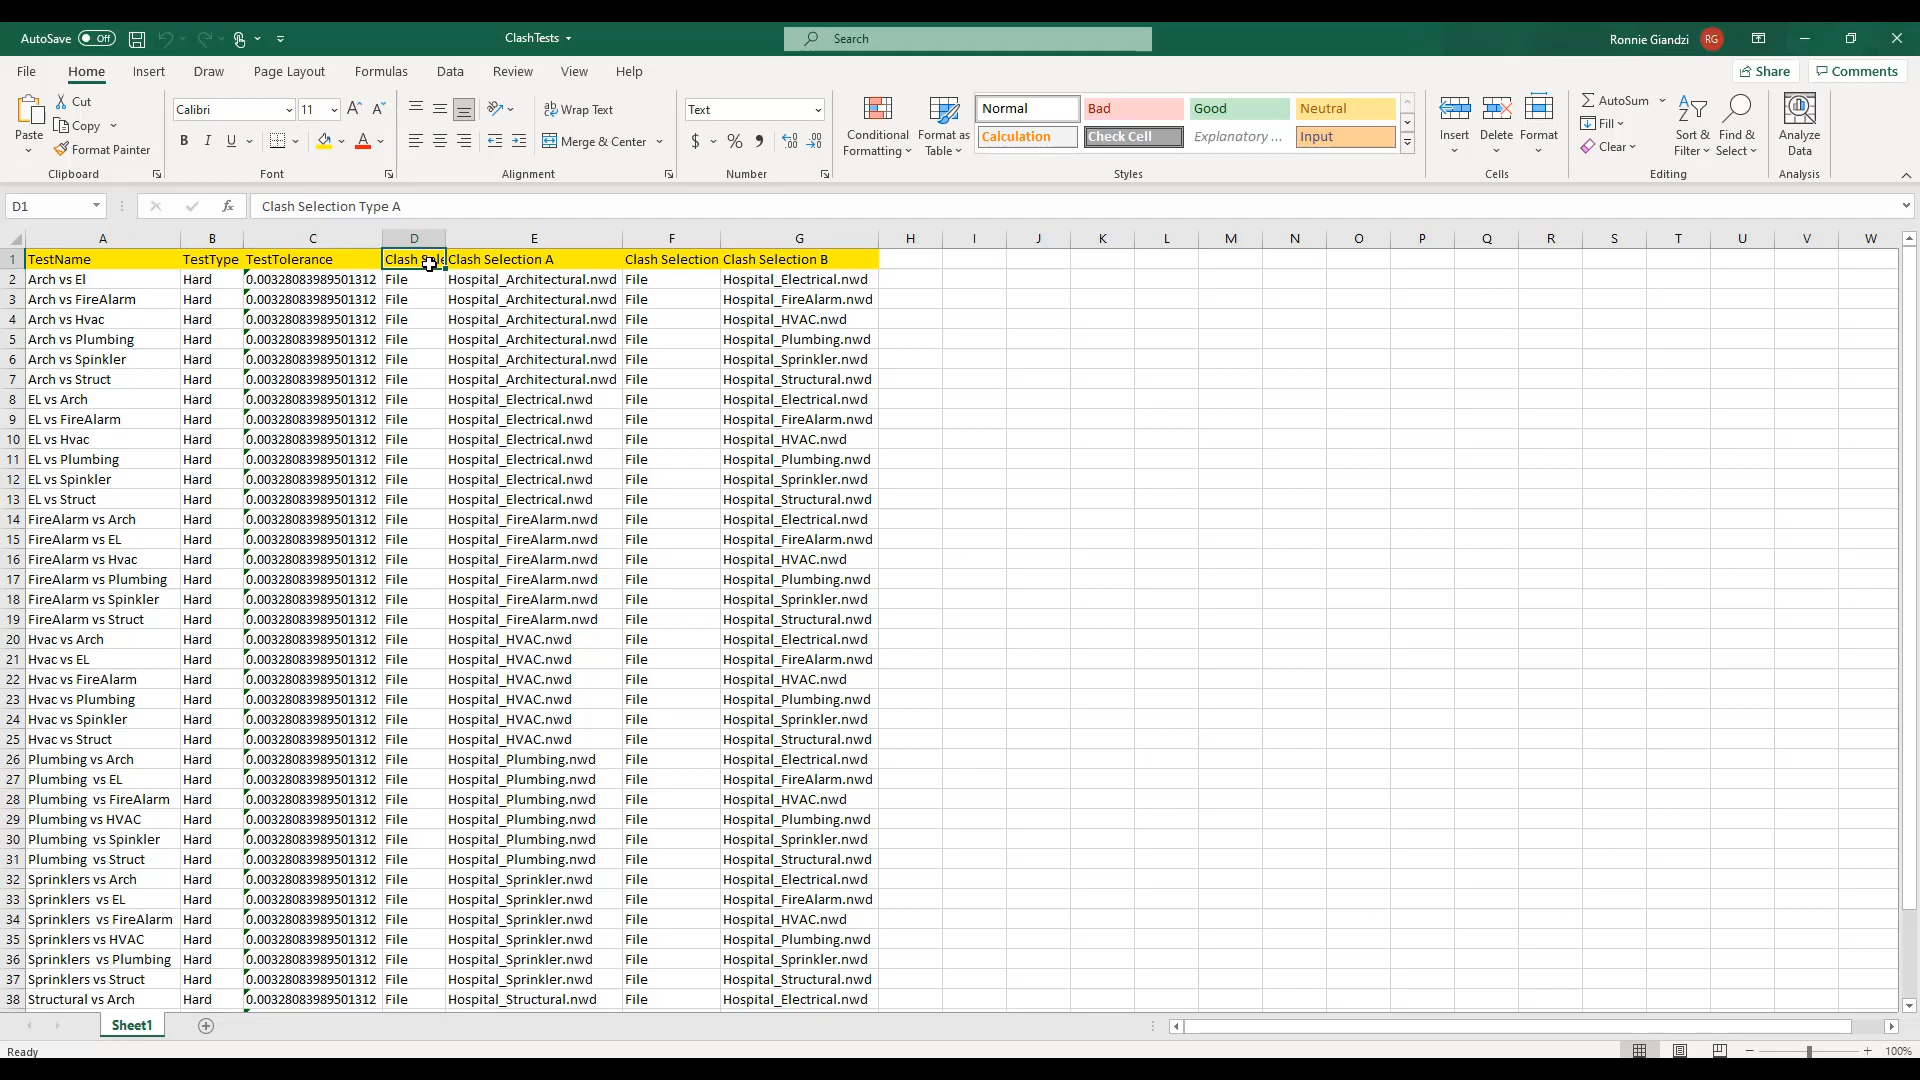 AutoSave Off ClashTests Search Ronnie Giandzi RG
File Home Insert Draw Page Layout Formulas Data Review View Help Share Comments
Paste Cut Copy Format Painter Clipboard
Calibri 11 B I U Font
Wrap Text Merge & Center Alignment
Text $ % Number
Conditional Formatting Format as Table
Normal Bad Good Neutral
Calculation Check Cell Explanatory ... Input
Styles
Insert Delete Format Cells
AutoSum Fill Clear Sort & Filter Find & Select Editing
Analyze Data Analysis
D1 fx Clash Selection Type A
A B C D E F G H I J K L M N O P Q R S T U V W
1 TestName TestType TestTolerance Clash Clash Selection A Clash Selection Clash Selection B
2 Arch vs El Hard 0.00328083989501312 File Hospital_Architectural.nwd File Hospital_Electrical.nwd
3 Arch vs FireAlarm Hard 0.00328083989501312 File Hospital_Architectural.nwd File Hospital_FireAlarm.nwd
4 Arch vs Hvac Hard 0.00328083989501312 File Hospital_Architectural.nwd File Hospital_HVAC.nwd
5 Arch vs Plumbing Hard 0.00328083989501312 File Hospital_Architectural.nwd File Hospital_Plumbing.nwd
6 Arch vs Spinkler Hard 0.00328083989501312 File Hospital_Architectural.nwd File Hospital_Sprinkler.nwd
7 Arch vs Struct Hard 0.00328083989501312 File Hospital_Architectural.nwd File Hospital_Structural.nwd
8 EL vs Arch Hard 0.00328083989501312 File Hospital_Electrical.nwd File Hospital_Electrical.nwd
9 EL vs FireAlarm Hard 0.00328083989501312 File Hospital_Electrical.nwd File Hospital_FireAlarm.nwd
10 EL vs Hvac Hard 0.00328083989501312 File Hospital_Electrical.nwd File Hospital_HVAC.nwd
11 EL vs Plumbing Hard 0.00328083989501312 File Hospital_Electrical.nwd File Hospital_Plumbing.nwd
12 EL vs Spinkler Hard 0.00328083989501312 File Hospital_Electrical.nwd File Hospital_Sprinkler.nwd
13 EL vs Struct Hard 0.00328083989501312 File Hospital_Electrical.nwd File Hospital_Structural.nwd
14 FireAlarm vs Arch Hard 0.00328083989501312 File Hospital_FireAlarm.nwd File Hospital_Electrical.nwd
15 FireAlarm vs EL Hard 0.00328083989501312 File Hospital_FireAlarm.nwd File Hospital_FireAlarm.nwd
16 FireAlarm vs Hvac Hard 0.00328083989501312 File Hospital_FireAlarm.nwd File Hospital_HVAC.nwd
17 FireAlarm vs Plumbing Hard 0.00328083989501312 File Hospital_FireAlarm.nwd File Hospital_Plumbing.nwd
18 FireAlarm vs Spinkler Hard 0.00328083989501312 File Hospital_FireAlarm.nwd File Hospital_Sprinkler.nwd
19 FireAlarm vs Struct Hard 0.00328083989501312 File Hospital_FireAlarm.nwd File Hospital_Structural.nwd
20 Hvac vs Arch Hard 0.00328083989501312 File Hospital_HVAC.nwd File Hospital_Electrical.nwd
21 Hvac vs EL Hard 0.00328083989501312 File Hospital_HVAC.nwd File Hospital_FireAlarm.nwd
22 Hvac vs FireAlarm Hard 0.00328083989501312 File Hospital_HVAC.nwd File Hospital_HVAC.nwd
23 Hvac vs Plumbing Hard 0.00328083989501312 File Hospital_HVAC.nwd File Hospital_Plumbing.nwd
24 Hvac vs Spinkler Hard 0.00328083989501312 File Hospital_HVAC.nwd File Hospital_Sprinkler.nwd
25 Hvac vs Struct Hard 0.00328083989501312 File Hospital_HVAC.nwd File Hospital_Structural.nwd
26 Plumbing vs Arch Hard 0.00328083989501312 File Hospital_Plumbing.nwd File Hospital_Electrical.nwd
27 Plumbing vs EL Hard 0.00328083989501312 File Hospital_Plumbing.nwd File Hospital_FireAlarm.nwd
28 Plumbing vs FireAlarm Hard 0.00328083989501312 File Hospital_Plumbing.nwd File Hospital_HVAC.nwd
29 Plumbing vs HVAC Hard 0.00328083989501312 File Hospital_Plumbing.nwd File Hospital_Plumbing.nwd
30 Plumbing vs Spinkler Hard 0.00328083989501312 File Hospital_Plumbing.nwd File Hospital_Sprinkler.nwd
31 Plumbing vs Struct Hard 0.00328083989501312 File Hospital_Plumbing.nwd File Hospital_Structural.nwd
32 Sprinklers vs Arch Hard 0.00328083989501312 File Hospital_Sprinkler.nwd File Hospital_Electrical.nwd
33 Sprinklers vs EL Hard 0.00328083989501312 File Hospital_Sprinkler.nwd File Hospital_FireAlarm.nwd
34 Sprinklers vs FireAlarm Hard 0.00328083989501312 File Hospital_Sprinkler.nwd File Hospital_HVAC.nwd
35 Sprinklers vs HVAC Hard 0.00328083989501312 File Hospital_Sprinkler.nwd File Hospital_Plumbing.nwd
36 Sprinklers vs Plumbing Hard 0.00328083989501312 File Hospital_Sprinkler.nwd File Hospital_Sprinkler.nwd
37 Sprinklers vs Struct Hard 0.00328083989501312 File Hospital_Sprinkler.nwd File Hospital_Structural.nwd
38 Structural vs Arch Hard 0.00328083989501312 File Hospital_Structural.nwd File Hospital_Electrical.nwd
Sheet1
Ready 100%